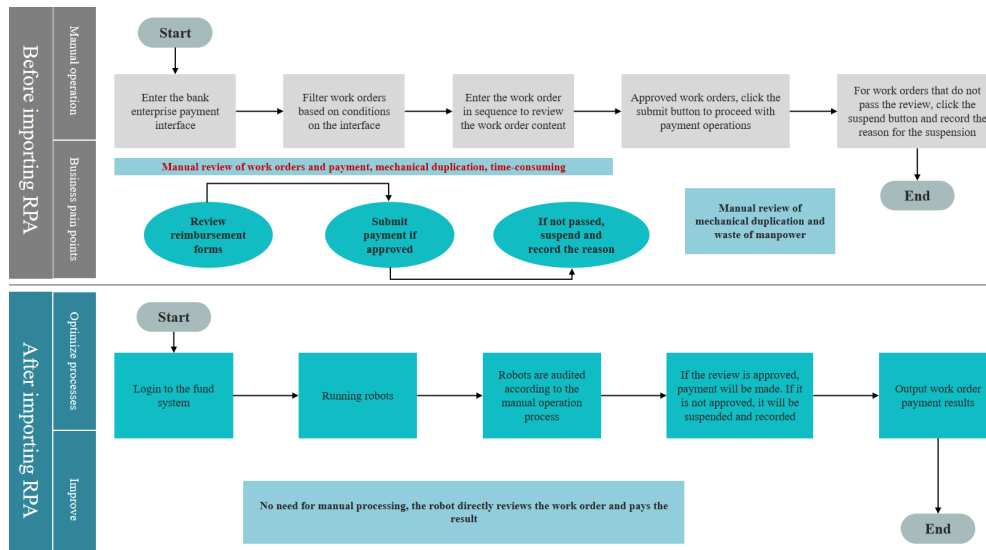 Before importing RPA
Manual operation
Start
Enter the bank
enterprise payment
interface
Filter work orders
based on conditions
on the interface
Enter the work order
in sequence to review
the work order content
Approved work orders, click the
submit button to proceed with
payment operations
For work orders that do not
pass the review, click the
suspend button and record the
reason for the suspension
End
Business pain points
Manual review of work orders and payment, mechanical duplication, time-consuming
Review
reimbursement
forms
Submit
payment if
approved
If not passed,
suspend and
record the reason
Manual review of
mechanical duplication and
waste of manpower
After importing RPA
Optimize processes
Start
Login to the fund
system
Running robots
Robots are audited
according to the
manual operation
process
If the review is approved,
payment will be made. If it
is not approved, it will be
suspended and recorded
Output work order
payment results
Improve
No need for manual processing, the robot directly reviews the work order and pays the
result
End